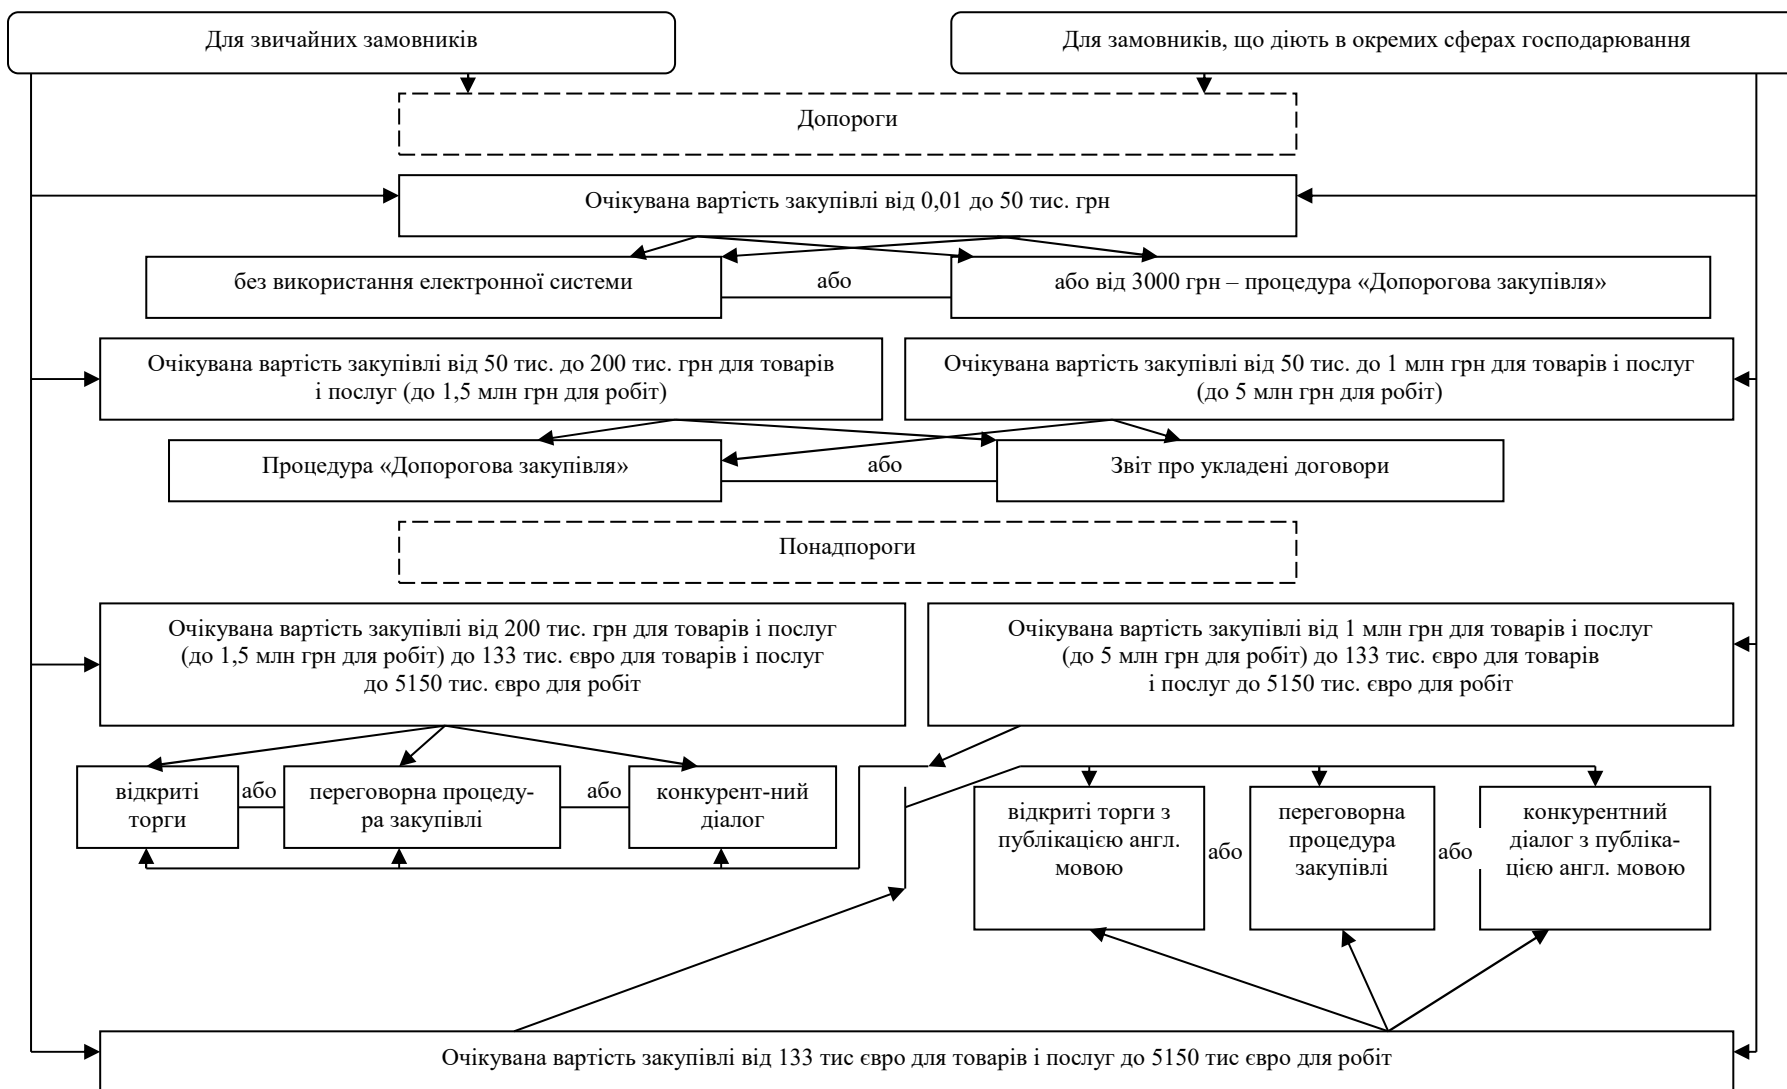 Для звичайних замовників
Для замовників, що діють в окремих сферах господарювання
Допороги
Очікувана вартість закупівлі від 0,01 до 50 тис. грн
без використання електронної системи
або
або від 3000 грн – процедура «Допорогова закупівля»
Очікувана вартість закупівлі від 50 тис. до 200 тис. грн для товарів
і послуг (до 1,5 млн грн для робіт)
Очікувана вартість закупівлі від 50 тис. до 1 млн грн для товарів і послуг
(до 5 млн грн для робіт)
Процедура «Допорогова закупівля»
або
Звіт про укладені договори
Понадпороги
Очікувана вартість закупівлі від 200 тис. грн для товарів і послуг
(до 1,5 млн грн для робіт) до 133 тис. євро для товарів і послуг
до 5150 тис. євро для робіт
Очікувана вартість закупівлі від 1 млн грн для товарів і послуг
(до 5 млн грн для робіт) до 133 тис. євро для товарів
і послуг до 5150 тис. євро для робіт
відкриті
торги
або
переговорна процеду-
ра закупівлі
або
конкурент-ний
діалог
відкриті торги з
публікацією англ.
мовою
або
переговорна
процедура
закупівлі
або
конкурентний
діалог з публіка-
цією англ. мовою
Очікувана вартість закупівлі від 133 тис євро для товарів і послуг до 5150 тис євро для робіт